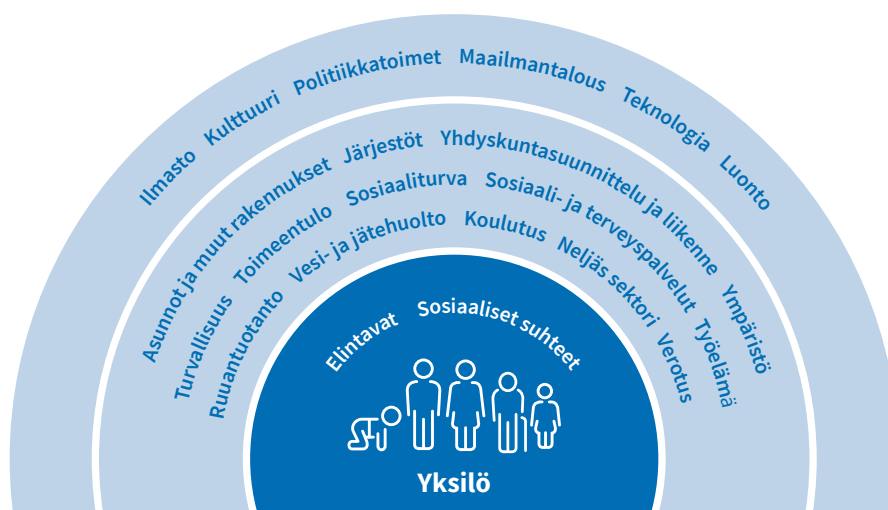 Ilmasto Kulttuuri Politiikkatoimet Maailmantalous Teknologia Luonto
Asunnot ja muut rakennukset Järjestöt Yhdyskuntasuunnittelu ja liikenne Ympäristö
Turvallisuus Toimeentulo Sosiaaliturva Sosiaali- ja terveyspalvelut Työelämä
Ruuantuotanto Vesi- ja jätehuolto Koulutus Neljäs sektori Verotus
Elintavat Sosiaaliset suhteet
Yksilö